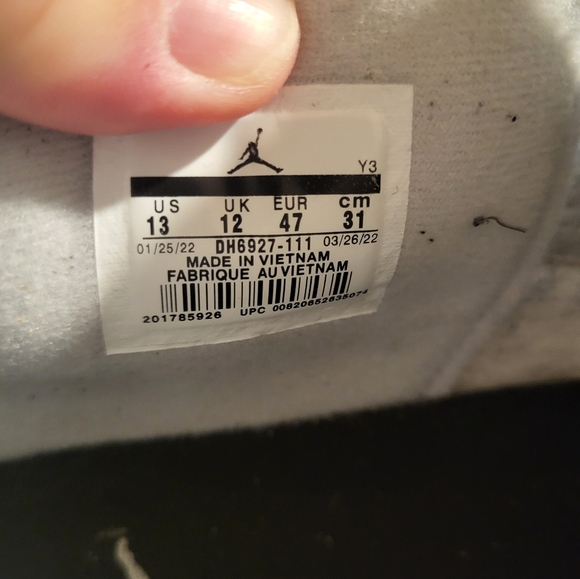 Y3
US UK EUR cm
13 12 47 31
01/25/22 DH6927-111 03/26/22
MADE IN VIETNAM
FABRIQUE AU VIETNAM
201785926 UPC 00820652635074